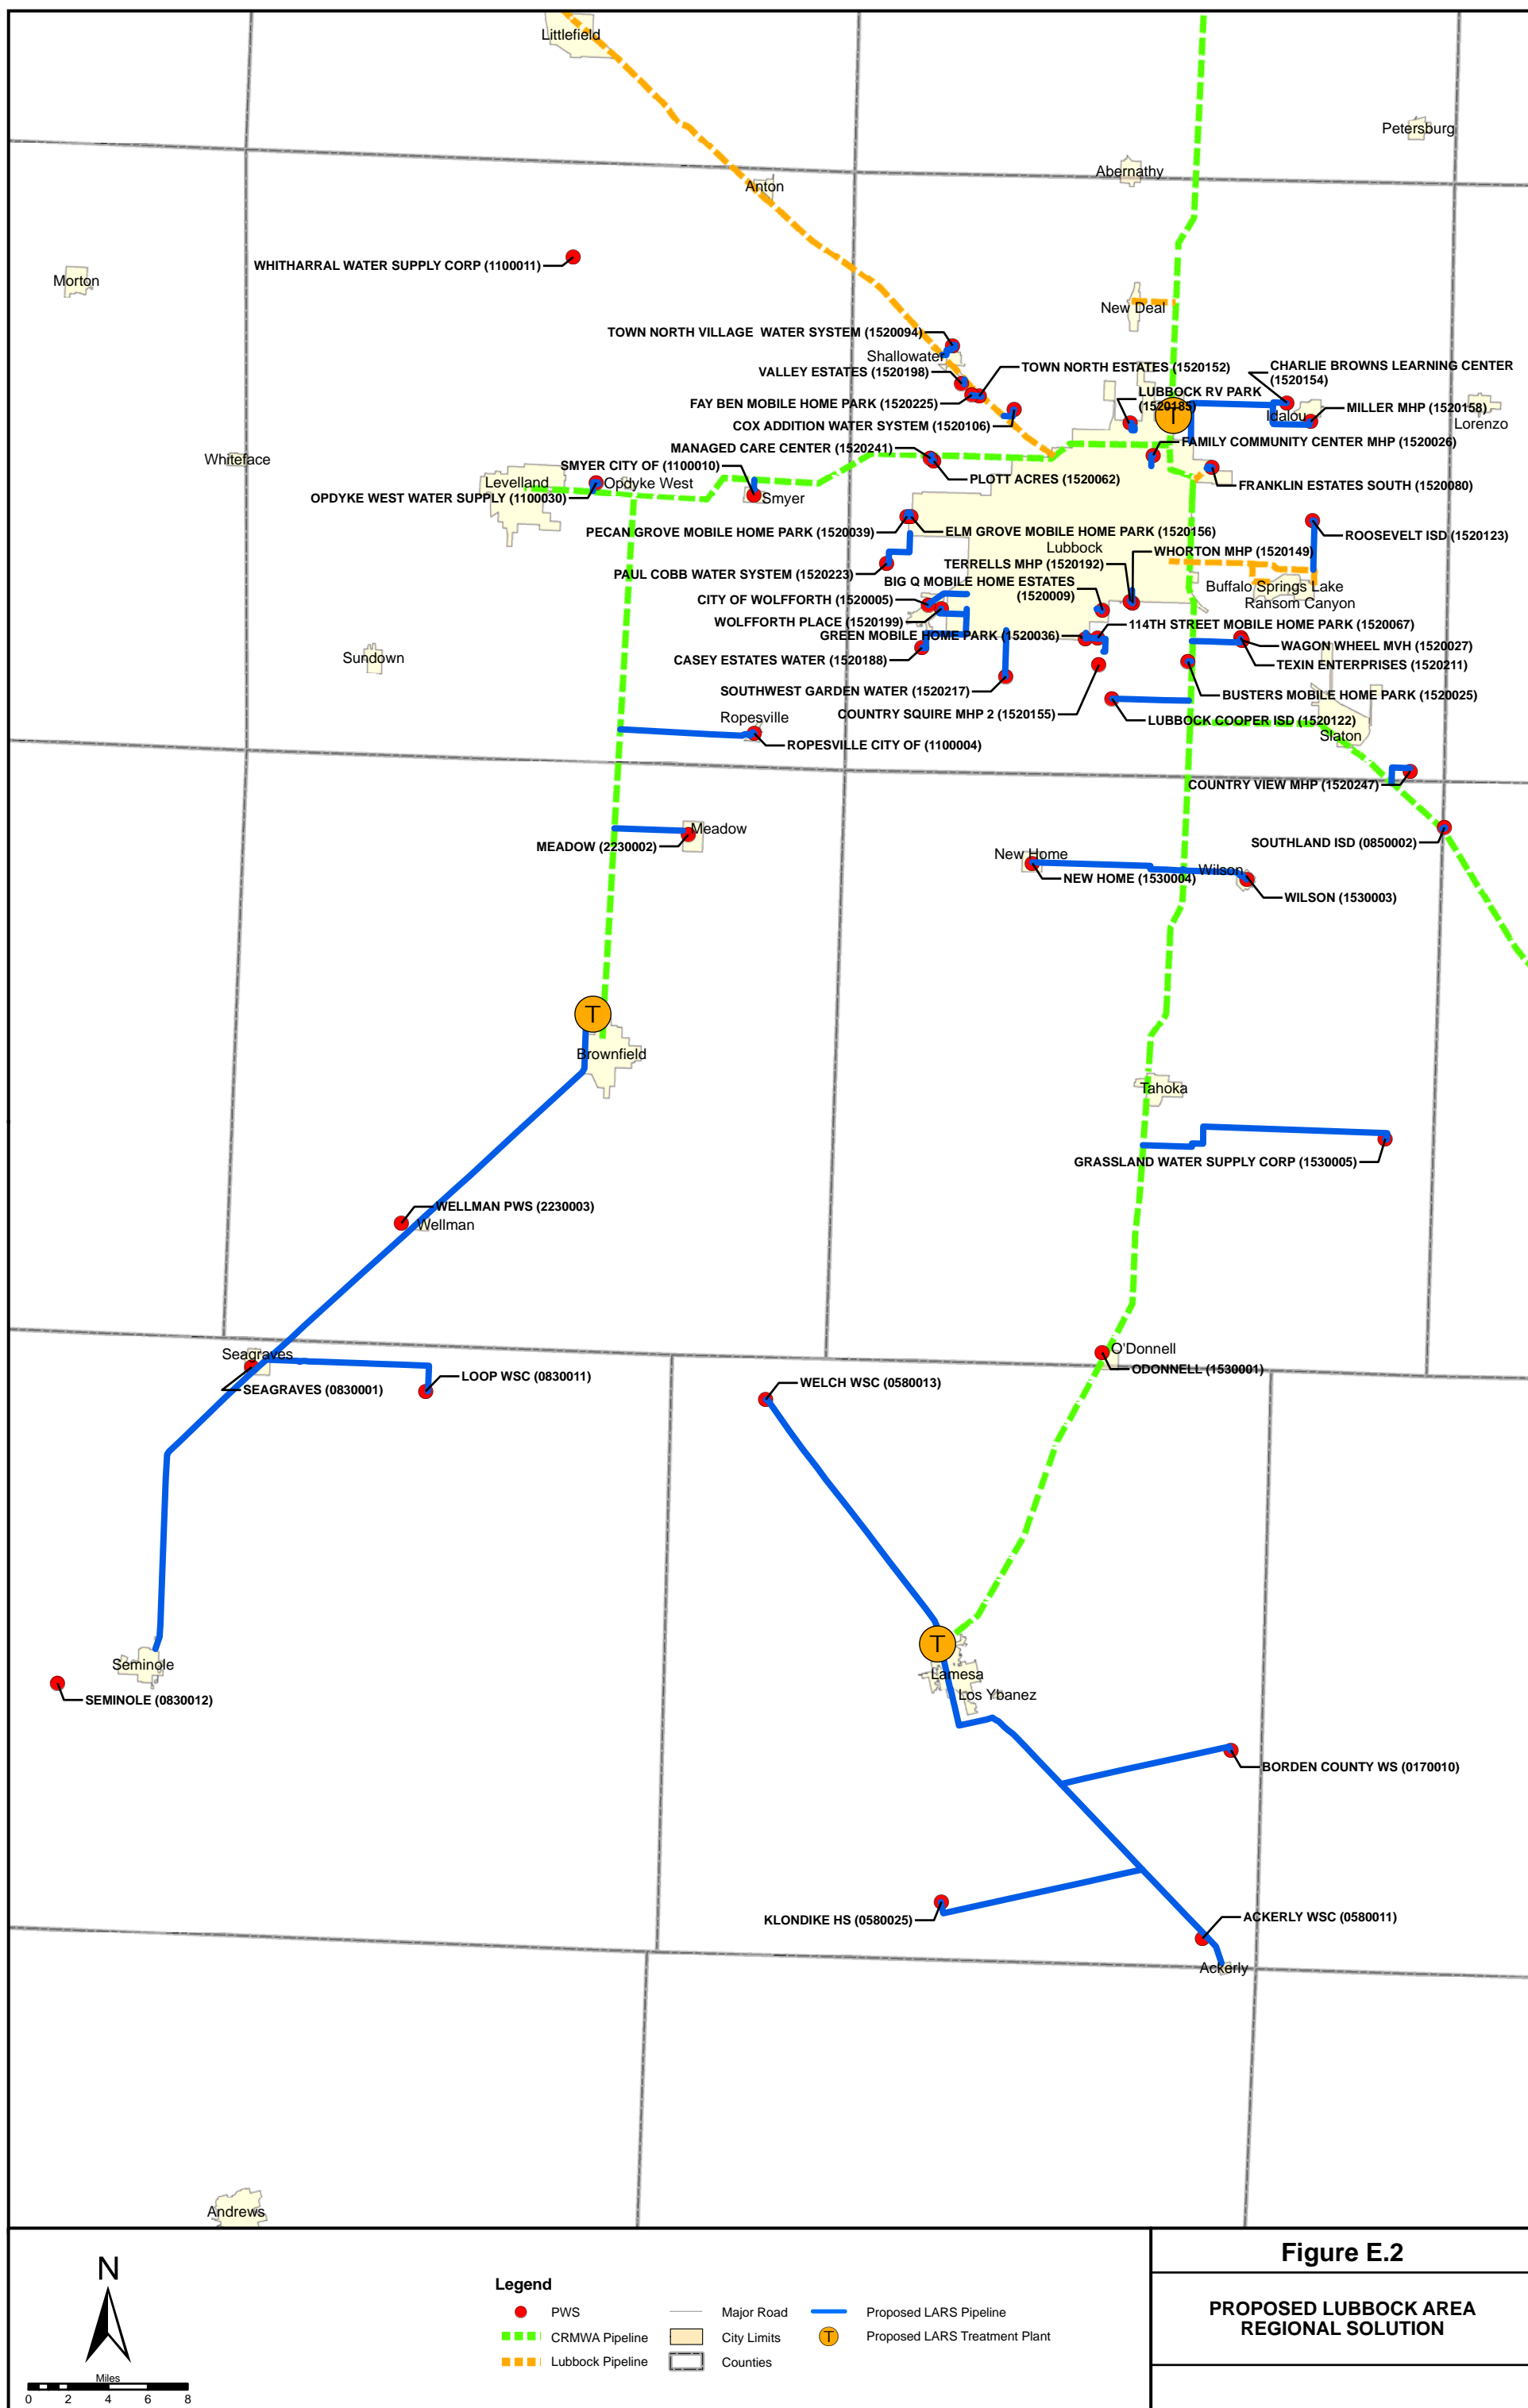 Littlefield
Petersburg
Abernathy
Anton
WHITHARRAL WATER SUPPLY CORP (1100011)
Morton
New Deal
TOWN NORTH VILLAGE  WATER SYSTEM (1520094)
Shallowater
VALLEY ESTATES (1520198)
TOWN NORTH ESTATES (1520152)
CHARLIE BROWNS LEARNING CENTER
(1520154)
FAY BEN MOBILE HOME PARK (1520225)
LUBBOCK RV PARK
(1520185)
T
Idalou
MILLER MHP (1520158)
Lorenzo
COX ADDITION WATER SYSTEM (1520106)
FAMILY COMMUNITY CENTER MHP (1520026)
MANAGED CARE CENTER (1520241)
Whiteface
SMYER CITY OF (1100010)
PLOTT ACRES (1520062)
Levelland
Opdyke West
FRANKLIN ESTATES SOUTH (1520080)
OPDYKE WEST WATER SUPPLY (1100030)
Smyer
PECAN GROVE MOBILE HOME PARK (1520039)
ELM GROVE MOBILE HOME PARK (1520156)
ROOSEVELT ISD (1520123)
Lubbock
WHORTON MHP (1520149)
TERRELLS MHP (1520192)
PAUL COBB WATER SYSTEM (1520223)
BIG Q MOBILE HOME ESTATES
(1520009)
Buffalo Springs Lake
Ransom Canyon
CITY OF WOLFFORTH (1520005)
WOLFFORTH PLACE (1520199)
114TH STREET MOBILE HOME PARK (1520067)
GREEN MOBILE HOME PARK (1520036)
WAGON WHEEL MVH (1520027)
Sundown
CASEY ESTATES WATER (1520188)
TEXIN ENTERPRISES (1520211)
SOUTHWEST GARDEN WATER (1520217)
BUSTERS MOBILE HOME PARK (1520025)
COUNTRY SQUIRE MHP 2 (1520155)
LUBBOCK COOPER ISD (1520122)
Ropesville
Slaton
ROPESVILLE CITY OF (1100004)
COUNTRY VIEW MHP (1520247)
Meadow
MEADOW (2230002)
SOUTHLAND ISD (0850002)
New Home
NEW HOME (1530004)
Wilson
WILSON (1530003)
T
Brownfield
Tahoka
GRASSLAND WATER SUPPLY CORP (1530005)
WELLMAN PWS (2230003)
Wellman
O'Donnell
ODONNELL (1530001)
Seagraves
SEAGRAVES (0830001)
LOOP WSC (0830011)
WELCH WSC (0580013)
T
Seminole
Lamesa
Los Ybanez
SEMINOLE (0830012)
BORDEN COUNTY WS (0170010)
KLONDIKE HS (0580025)
ACKERLY WSC (0580011)
Ackerly
Andrews
N
Miles
0 2 4 6 8
Legend
PWS
CRMWA Pipeline
Lubbock Pipeline
Major Road
City Limits
Counties
Proposed LARS Pipeline
T
Proposed LARS Treatment Plant
Figure E.2
PROPOSED LUBBOCK AREA
REGIONAL SOLUTION